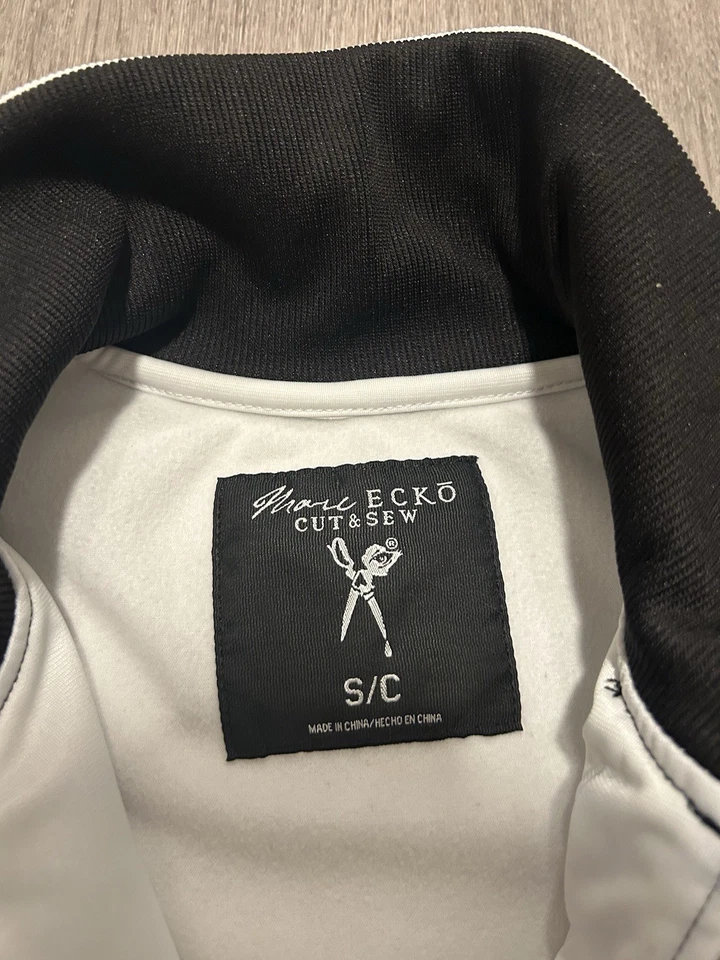 Marc ECKŌ
CUT & SEW
®
S/C
MADE IN CHINA/HECHO EN CHINA